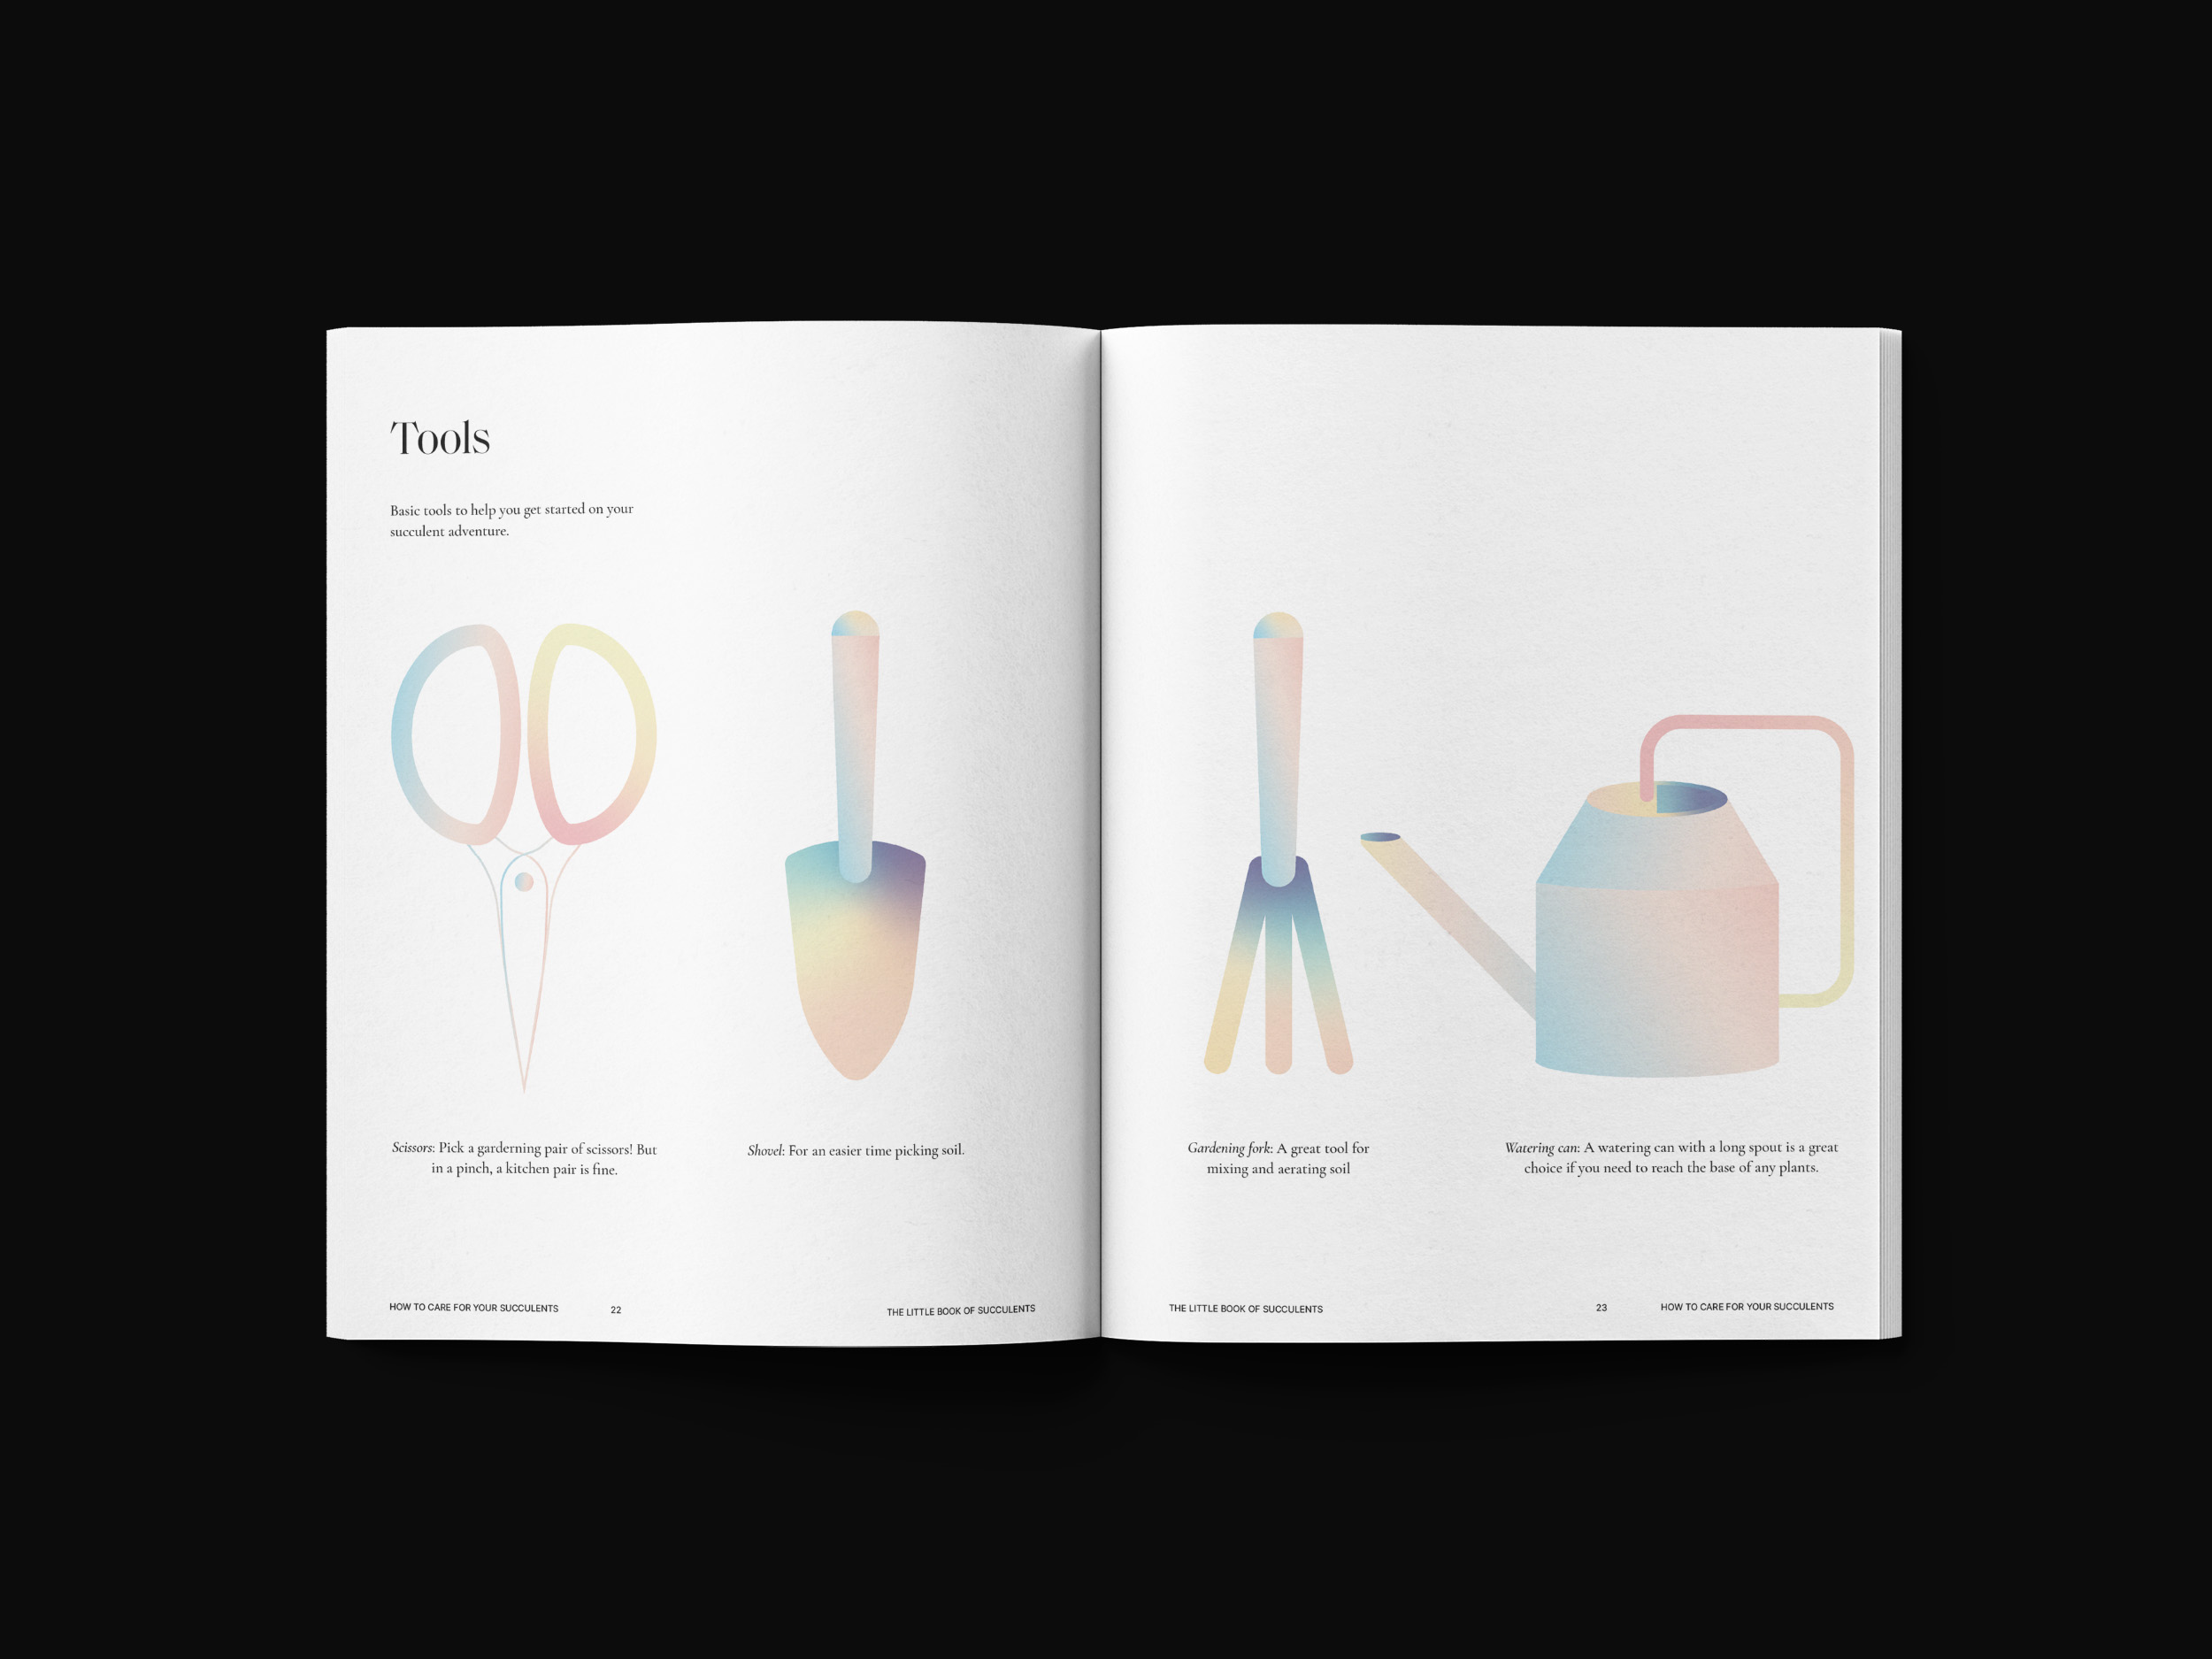 Tools
Basic tools to help you get started on your
succulent adventure.
Scissors: Pick a garderning pair of scissors! But
in a pinch, a kitchen pair is fine.
Shovel: For an easier time picking soil.
HOW TO CARE FOR YOUR SUCCULENTS
22
THE LITTLE BOOK OF SUCCULENTS
Gardening fork: A great tool for
mixing and aerating soil
Watering can: A watering can with a long spout is a great
choice if you need to reach the base of any plants.
THE LITTLE BOOK OF SUCCULENTS
23
HOW TO CARE FOR YOUR SUCCULENTS